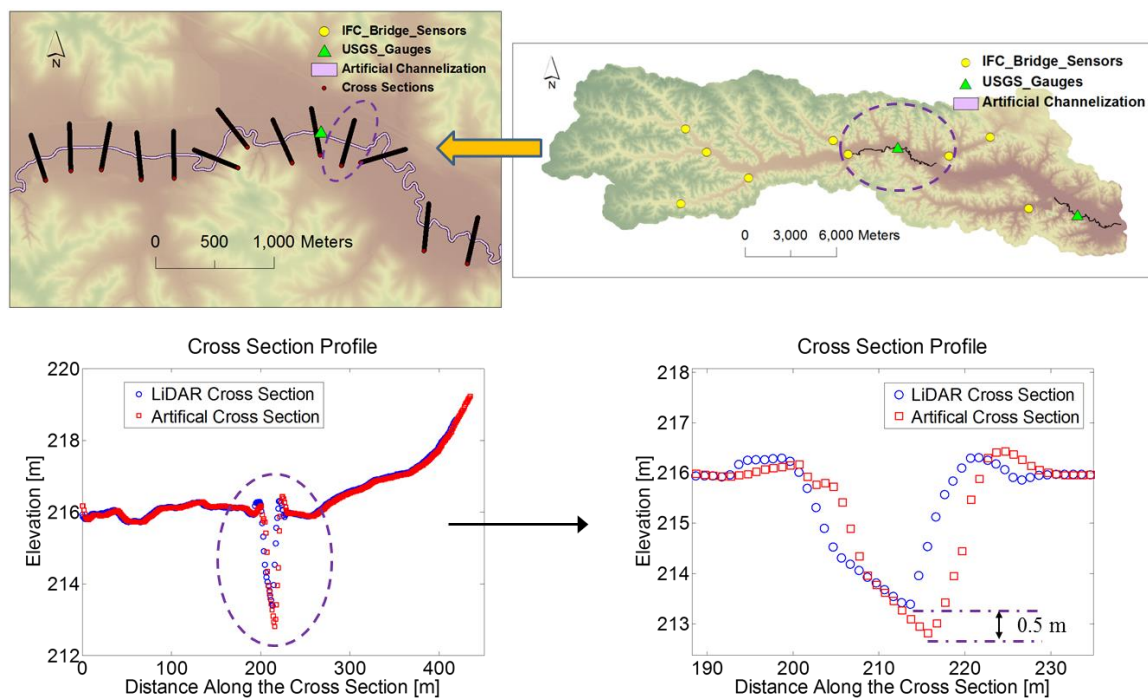 IFC_Bridge_Sensors
USGS_Gauges
Artificial Channelization
Cross Sections
N
0 500 1,000 Meters
IFC_Bridge_Sensors
USGS_Gauges
Artificial Channelization
N
0 3,000 6,000 Meters
Cross Section Profile
LiDAR Cross Section
Artifical Cross Section
Elevation [m]
220
218
216
214
212
0 100 200 300 400
Distance Along the Cross Section [m]
Cross Section Profile
LiDAR Cross Section
Artifical Cross Section
Elevation [m]
218
217
216
215
214
213
0.5 m
190 200 210 220 230
Distance Along the Cross Section [m]